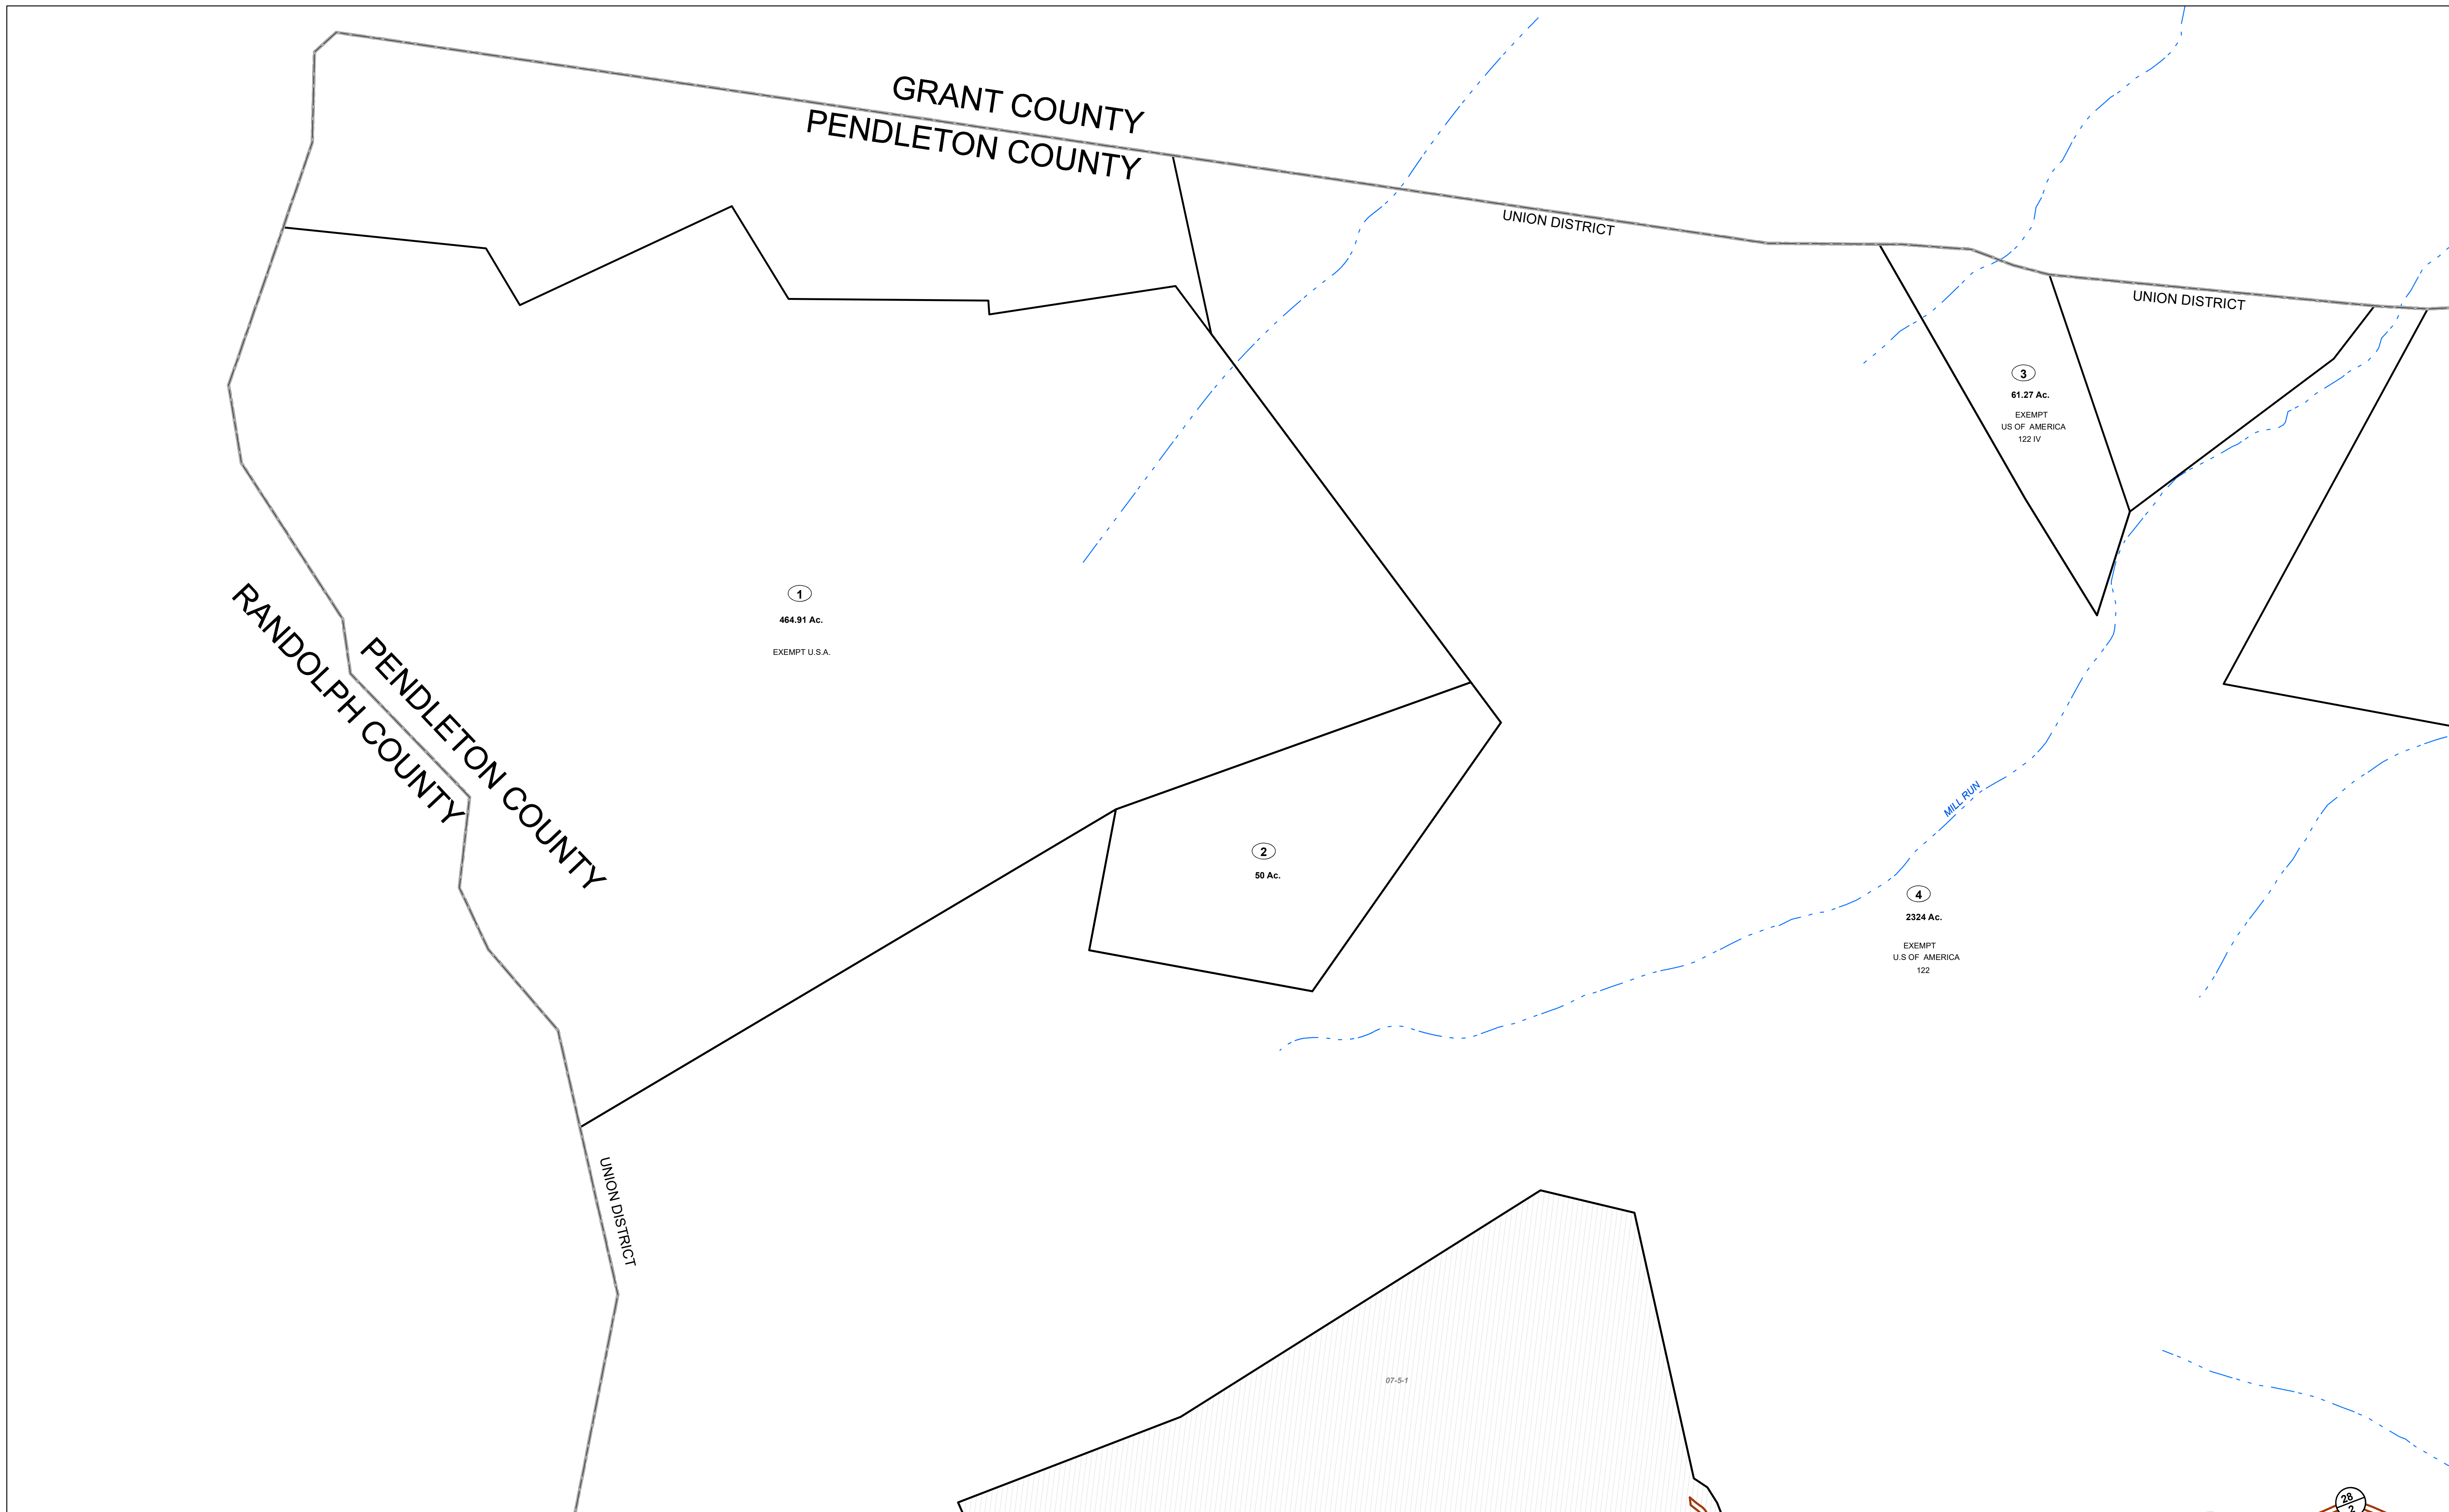 GRANT COUNTY
PENDLETON COUNTY
UNION DISTRICT
UNION DISTRICT
3
61.27 Ac.
EXEMPT
US OF AMERICA
122 IV
1
464.91 Ac.
EXEMPT U.S.A.
PENDLETON COUNTY
RANDOLPH COUNTY
MILL RUN
2
50 Ac.
4
2324 Ac.
EXEMPT
U.S OF AMERICA
122
UNION DISTRICT
07-5-1
28
2